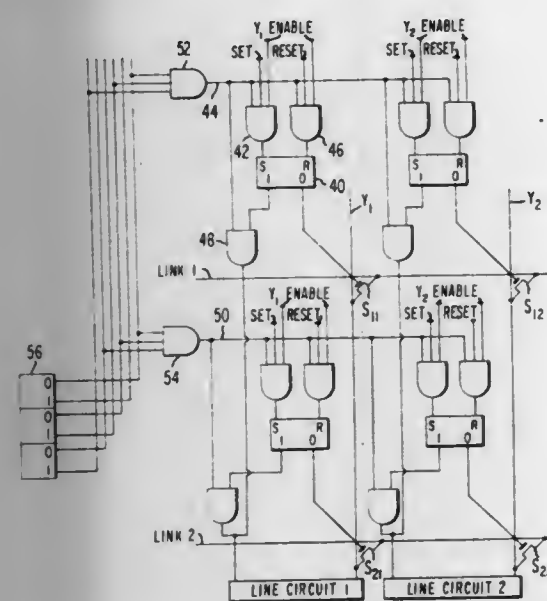 Y₁ ENABLE
Y₂ ENABLE
52
SET
RESET
SET
RESET
44
42
46
S R
1 0
40
S R
1 0
48
Y₁
Y₂
LINK 1
S₁₁
S₁₂
Y₁ ENABLE
Y₂ ENABLE
SET
RESET
SET
RESET
50
54
56
0
1
0
1
0
1
S R
1 0
S R
1 0
LINK 2
S₂₁
LINE CIRCUIT 1
LINE CIRCUIT 2